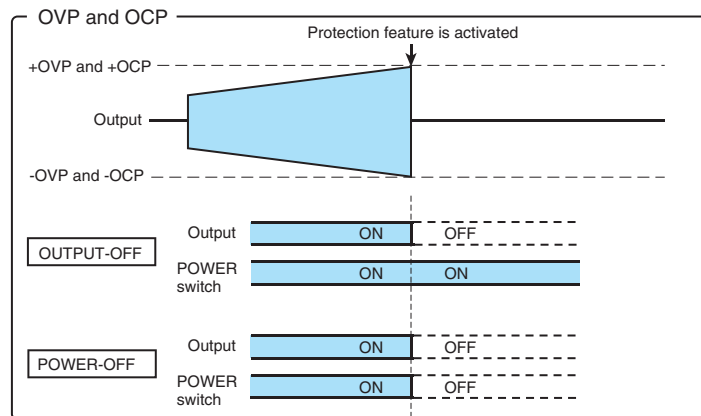 OVP and OCP
Protection feature is activated
+OVP and +OCP
Output
-OVP and -OCP
OUTPUT-OFF
Output
ON
OFF
POWER
switch
ON
ON
POWER-OFF
Output
ON
OFF
POWER
switch
ON
OFF